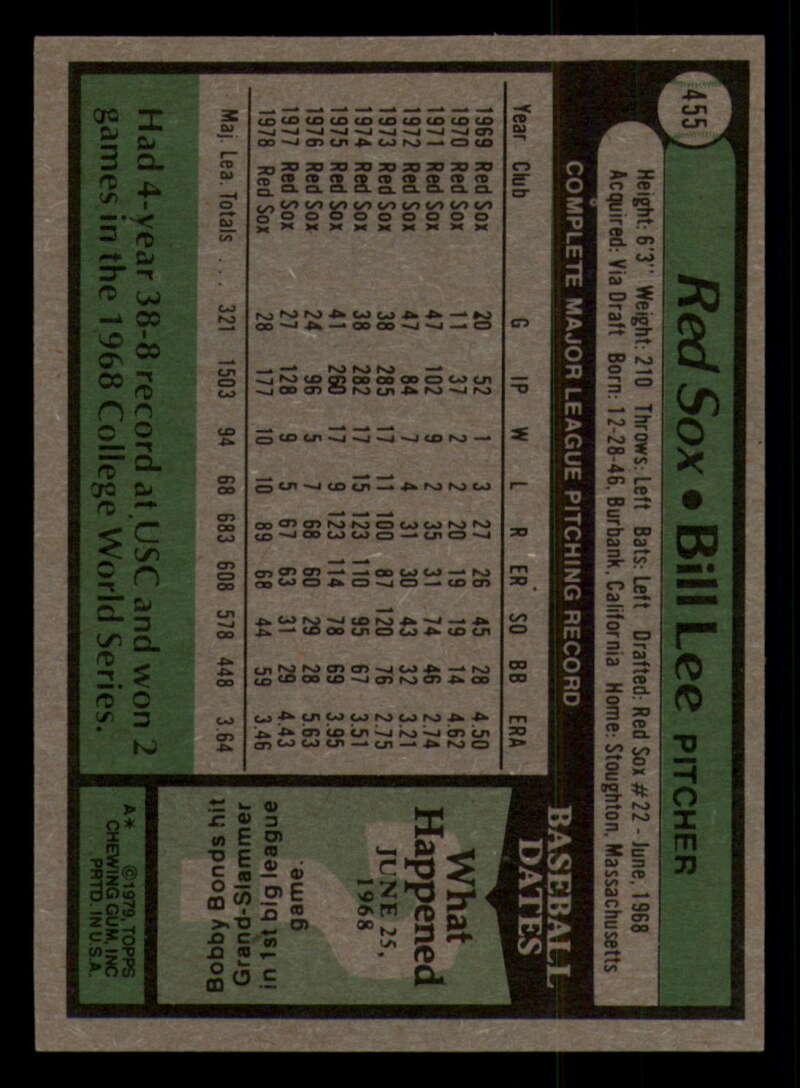 455
Red Sox • Bill Lee PITCHER
Height: 6'3" Weight: 210 Throws: Left Bats: Left Drafted: Red Sox #22 - June, 1968
Acquired: Via Draft Born: 12-28-46, Burbank, California Home: Stoughton, Massachusetts
COMPLETE MAJOR LEAGUE PITCHING RECORD
Year Club G IP W L R ER SO BB ERA
1969 Red Sox 20 52 1 3 27 26 45 28 4.50
1970 Red Sox 11 37 2 2 20 19 19 14 4.62
1971 Red Sox 47 102 9 2 35 31 74 46 2.74
1972 Red Sox 47 84 7 4 31 30 43 32 3.21
1973 Red Sox 38 285 17 11 100 87 120 76 2.75
1974 Red Sox 38 282 17 15 123 110 95 67 3.51
1975 Red Sox 41 260 17 9 123 114 78 69 3.95
1976 Red Sox 24 96 5 7 68 60 29 28 5.63
1977 Red Sox 27 128 9 5 67 63 31 29 4.43
1978 Red Sox 28 177 10 10 89 68 44 59 3.46
Maj. Lea. Totals . . . 321 1503 94 68 683 608 578 448 3.64
Had 4-year 38-8 record at USC and won 2
games in the 1968 College World Series.
BASEBALL
DATES
What
Happened
JUNE 25,
1968
Bobby Bonds hit
Grand-Slammer
in 1st big league
game.
A* ©1979, TOPPS
CHEWING GUM, INC
PRTD. IN U.S.A.